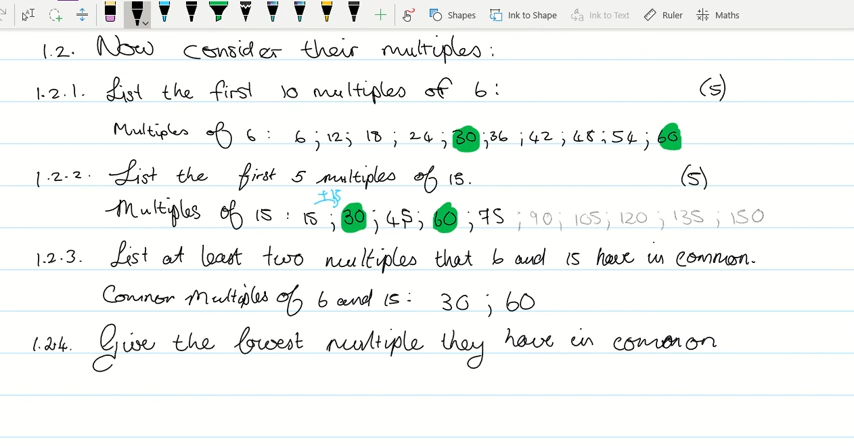 Shapes Ink to Shape Ink to Text Ruler Maths
1.2. Now consider their multiples:
1.2.1. List the first 10 multiples of 6: (5)
Multiples of 6 : 6 ; 12 ; 18 ; 24 ; 30 ; 36 ; 42 ; 48 ; 54 ; 60
1.2.2. List the first 5 multiples of 15. (5)
+15
Multiples of 15 : 15 ; 30 ; 45 ; 60 ; 75 ; 90 ; 105 ; 120 ; 135 ; 150
1.2.3. List at least two multiples that 6 and 15 have in common.
Common Multiples of 6 and 15: 30 ; 60
1.2.4. Give the lowest multiple they have in common